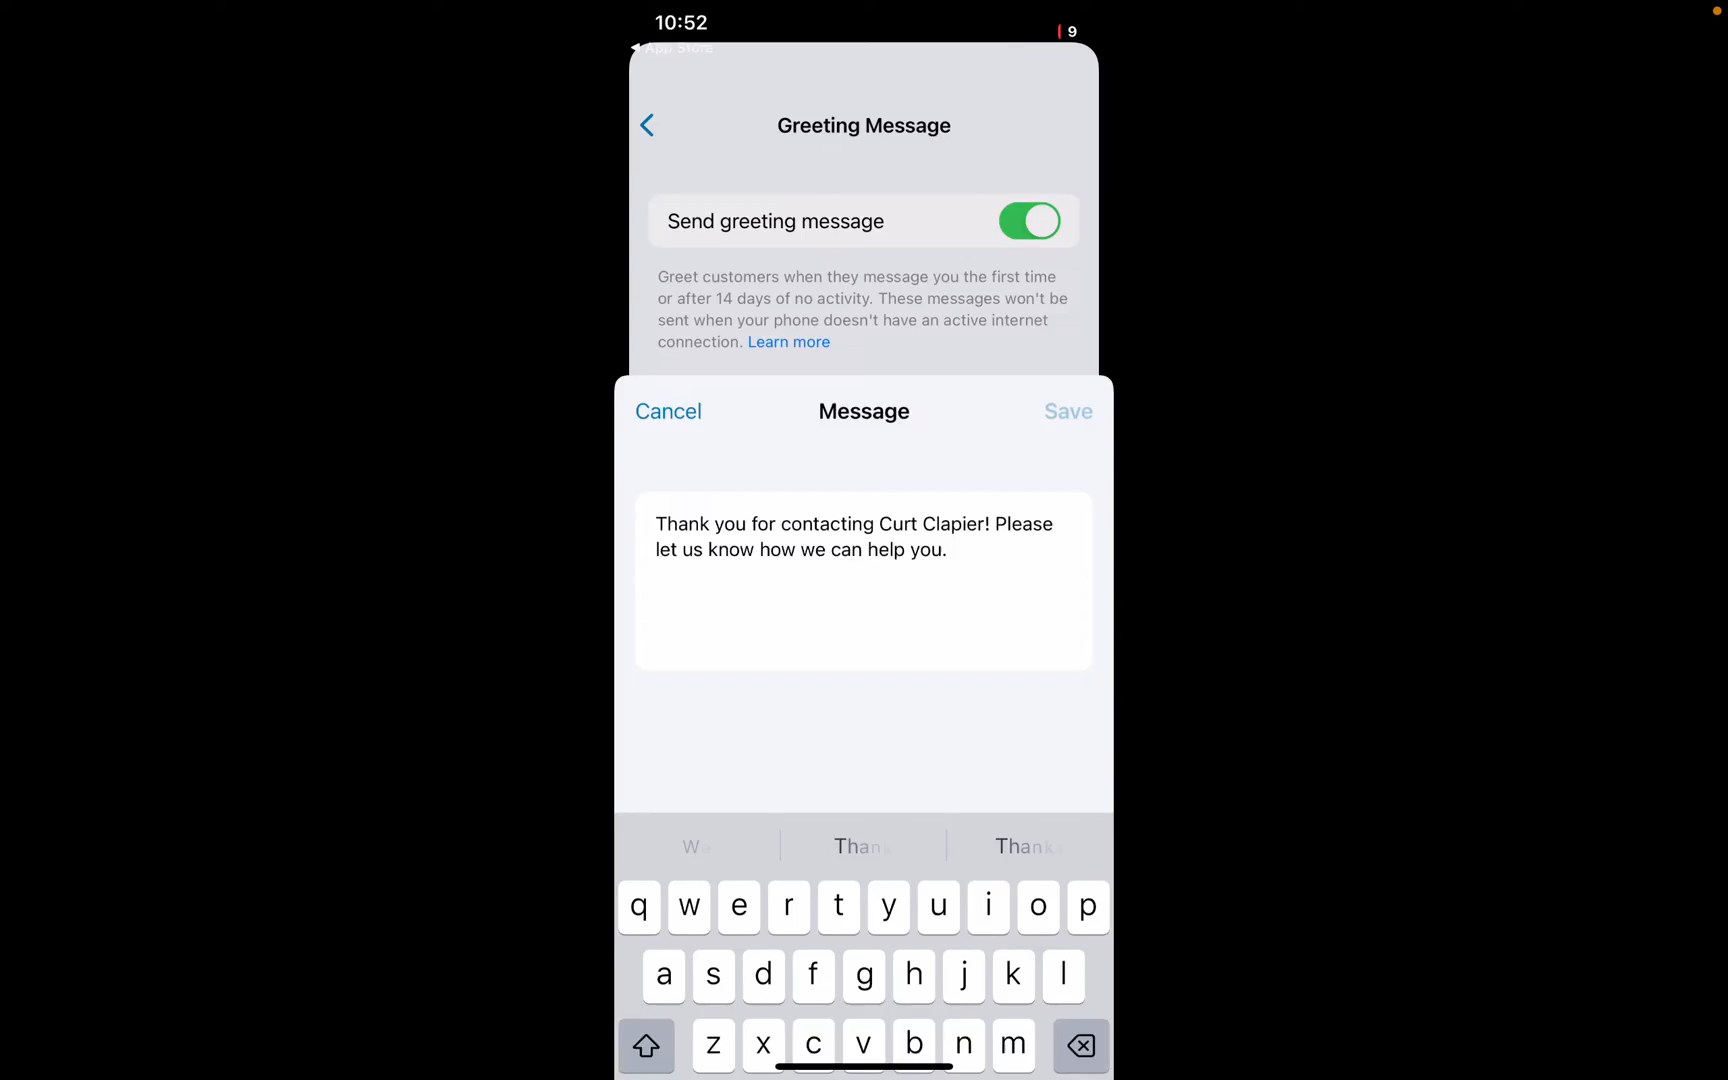 10:52
9
App Store
Greeting Message
Send greeting message
Greet customers when they message you the first time
or after 14 days of no activity. These messages won't be
sent when your phone doesn't have an active internet
connection. Learn more
Cancel
Message
Save
Thank you for contacting Curt Clapier! Please
let us know how we can help you.
We
Thank
Thanks
q w e r t y u i o p
a s d f g h j k l
z x c v b n m